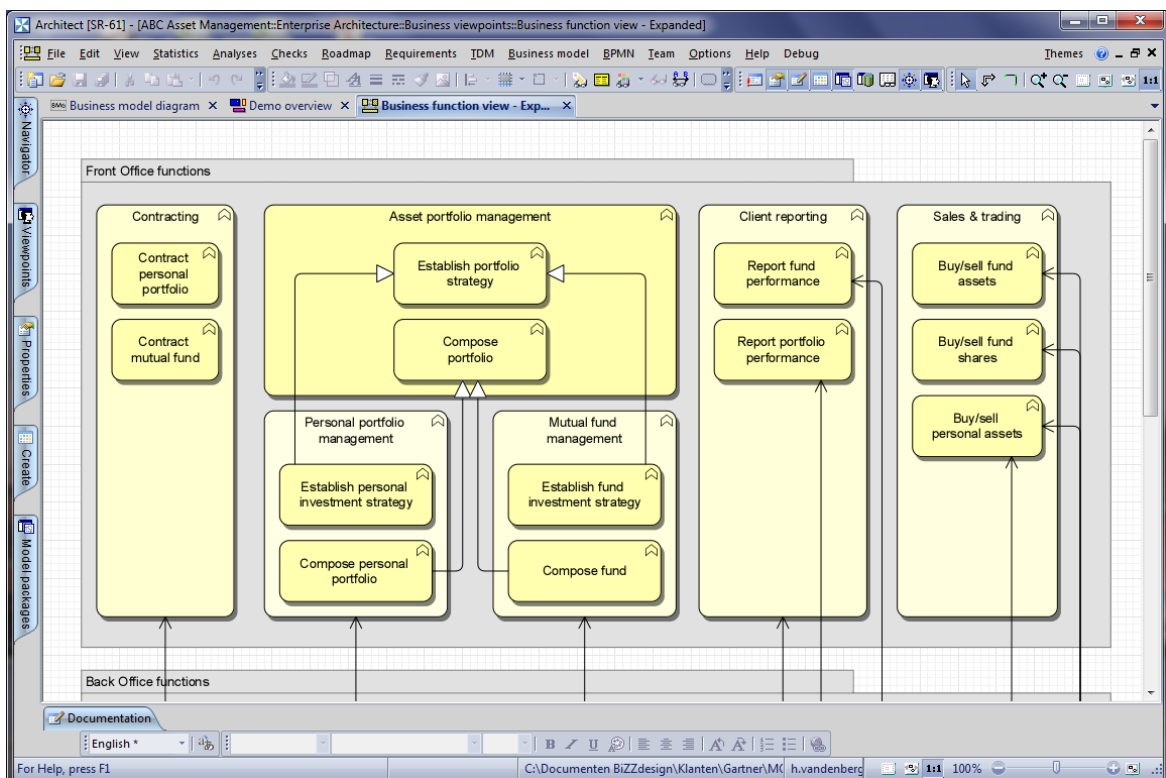 Architect [SR-61] - [ABC Asset Management::Enterprise Architecture::Business viewpoints::Business function view - Expanded]
File Edit View Statistics Analyses Checks Roadmap Requirements TDM Business model BPMN Team Options Help Debug Themes
1:1
BMo Business model diagram Demo overview Business function view - Exp...
Navigator
Viewpoints
Properties
Create
Model packages
Front Office functions
Contracting
Contract
personal
portfolio
Contract
mutual fund
Asset portfolio management
Establish portfolio
strategy
Compose
portfolio
Personal portfolio
management
Establish personal
investment strategy
Compose personal
portfolio
Mutual fund
management
Establish fund
investment strategy
Compose fund
Client reporting
Report fund
performance
Report portfolio
performance
Sales & trading
Buy/sell fund
assets
Buy/sell fund
shares
Buy/sell
personal assets
Back Office functions
Documentation
English *
B I U
For Help, press F1
C:\Documenten BiZZdesign\Klanten\Gartner\M
h.vandenberg
1:1 100%